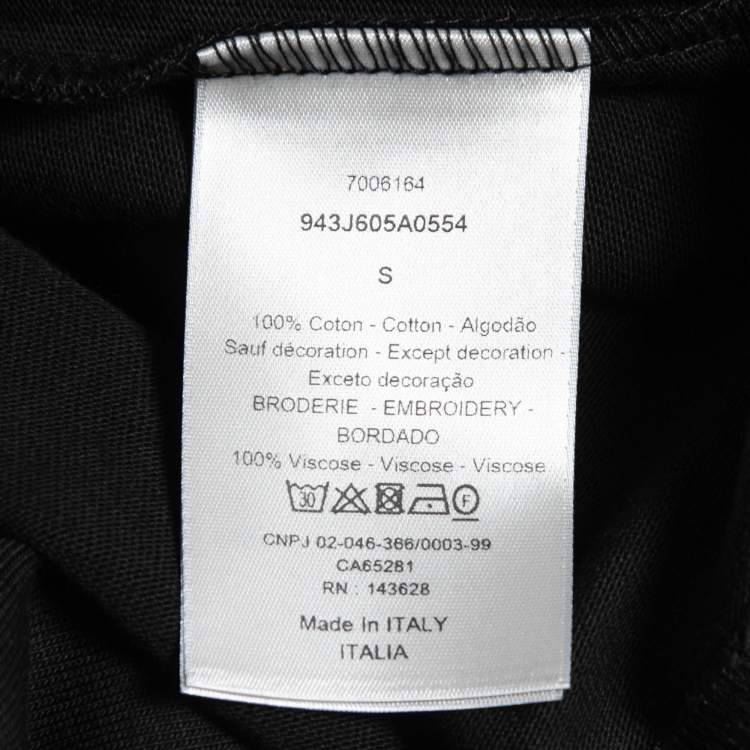 7006164
943J605A0554
S
100% Coton - Cotton - Algodão
Sauf décoration - Except decoration -
Exceto decoração
BRODERIE - EMBROIDERY -
BORDADO
100% Viscose - Viscose - Viscose
30 F
CNPJ 02-046-366/0003-99
CA65281
RN : 143628
Made In ITALY
ITALIA